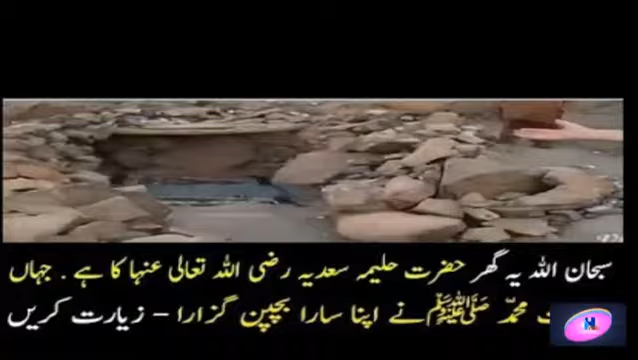 سبحان اللہ یہ گھر حضرت حلیمہ سعدیہ رضی اللہ تعالی عنہا کا ہے . جہاں
محمّد ﷺ نے اپنا سارا بچپن گزارا – زیارت کریں